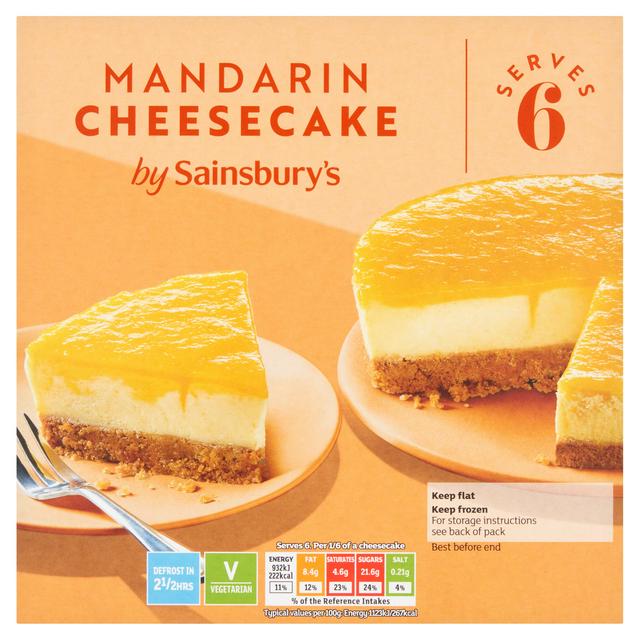 MANDARIN
CHEESECAKE
by Sainsbury's
SERVES
6
Keep flat
Keep frozen
For storage instructions
see back of pack
Best before end
Serves 6. Per 1/6 of a cheesecake
DEFROST IN
2 1/2HRS
V
VEGETARIAN
ENERGY
932kJ
222kcal
11%
FAT
8.4g
12%
SATURATES
4.6g
23%
SUGARS
21.6g
24%
SALT
0.21g
4%
% of the Reference Intakes
Typical values per 100g: Energy 1123kJ/267kcal